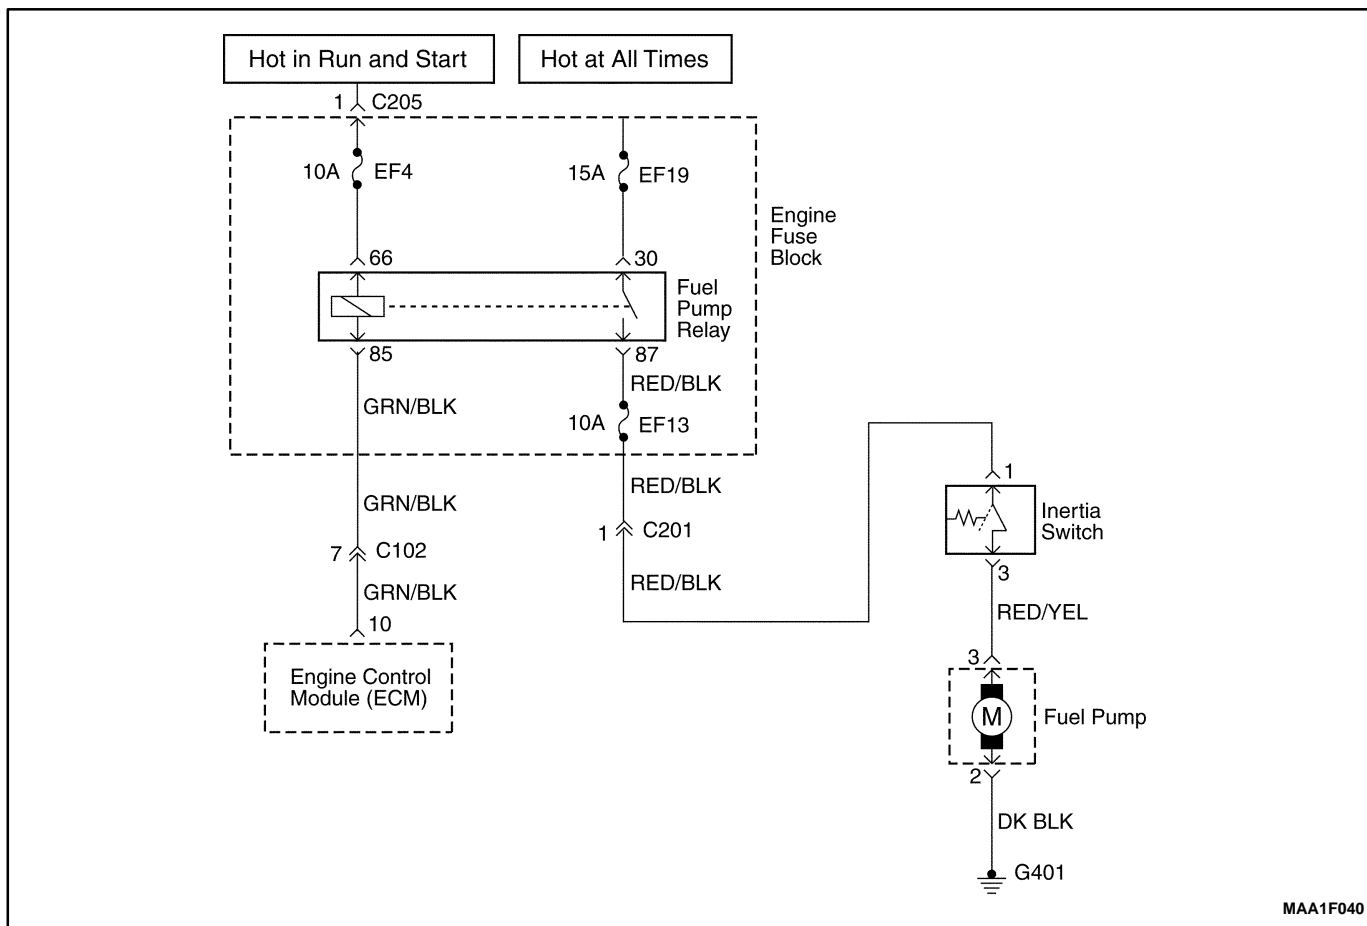 Hot in Run and Start
Hot at All Times
1 C205
10A EF4
15A EF19
Engine
Fuse
Block
66
30
Fuel
Pump
Relay
85
87
RED/BLK
GRN/BLK
10A EF13
1
RED/BLK
GRN/BLK
Inertia
Switch
1 C201
7 C102
3
RED/BLK
GRN/BLK
RED/YEL
10
3
Engine Control
Module (ECM)
M
Fuel Pump
2
DK BLK
G401
MAA1F040